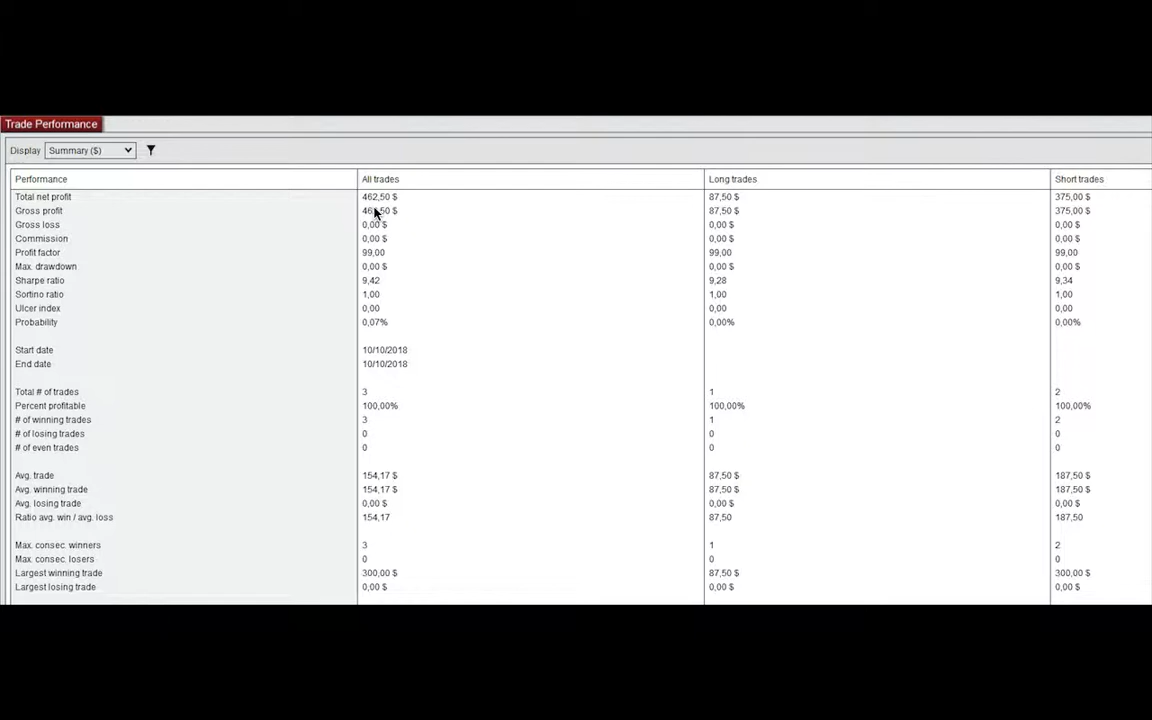 Trade Performance
Display Summary ($)
Performance All trades Long trades Short trades
Total net profit 462,50 $ 87,50 $ 375,00 $
Gross profit 87,50 $ 375,00 $
Gross loss 0,00 $ 0,00 $ 0,00 $
Commission 0,00 $ 0,00 $ 0,00 $
Profit factor 99,00 99,00 99,00
Max. drawdown 0,00 $ 0,00 $ 0,00 $
Sharpe ratio 9,42 9,28 9,34
Sortino ratio 1,00 1,00 1,00
Ulcer index 0,00 0,00 0,00
Probability 0,07% 0,00% 0,00%
Start date 10/10/2018
End date 10/10/2018
Total # of trades 3 1 2
Percent profitable 100,00% 100,00% 100,00%
# of winning trades 3 1 2
# of losing trades 0 0 0
# of even trades 0 0 0
Avg. trade 154,17 $ 87,50 $ 187,50 $
Avg. winning trade 154,17 $ 87,50 $ 187,50 $
Avg. losing trade 0,00 $ 0,00 $ 0,00 $
Ratio avg. win / avg. loss 154,17 87,50 187,50
Max. consec. winners 3 1 2
Max. consec. losers 0 0 0
Largest winning trade 300,00 $ 87,50 $ 300,00 $
Largest losing trade 0,00 $ 0,00 $ 0,00 $